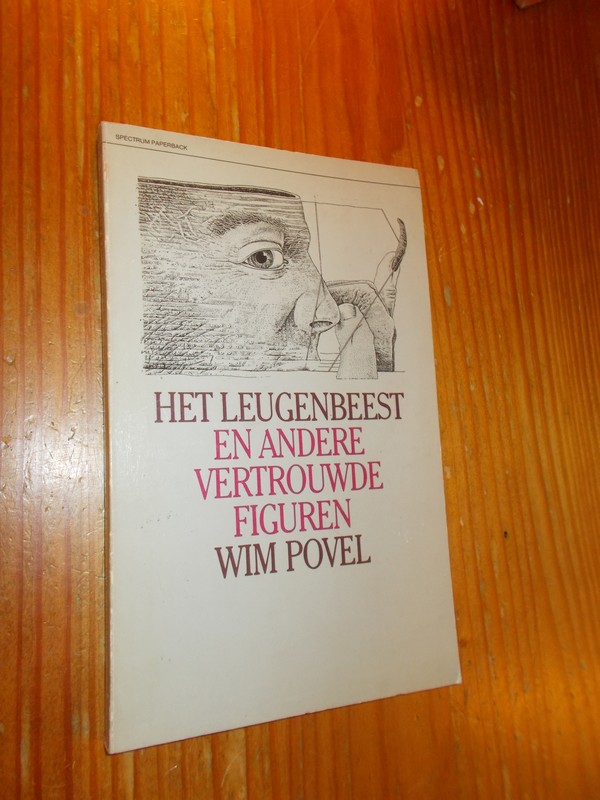 SPECTRUM PAPERBACK
HET LEUGENBEEST
EN ANDERE
VERTROUWDE
FIGUREN
WIM POVEL